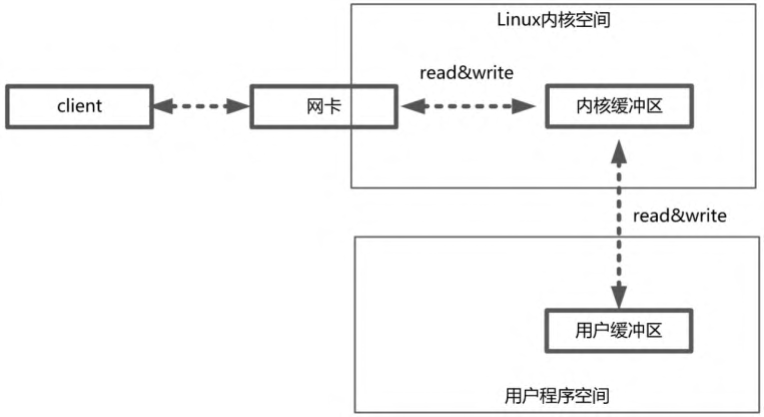 Linux内核空间
read&write
client
网卡
内核缓冲区
read&write
用户缓冲区
用户程序空间